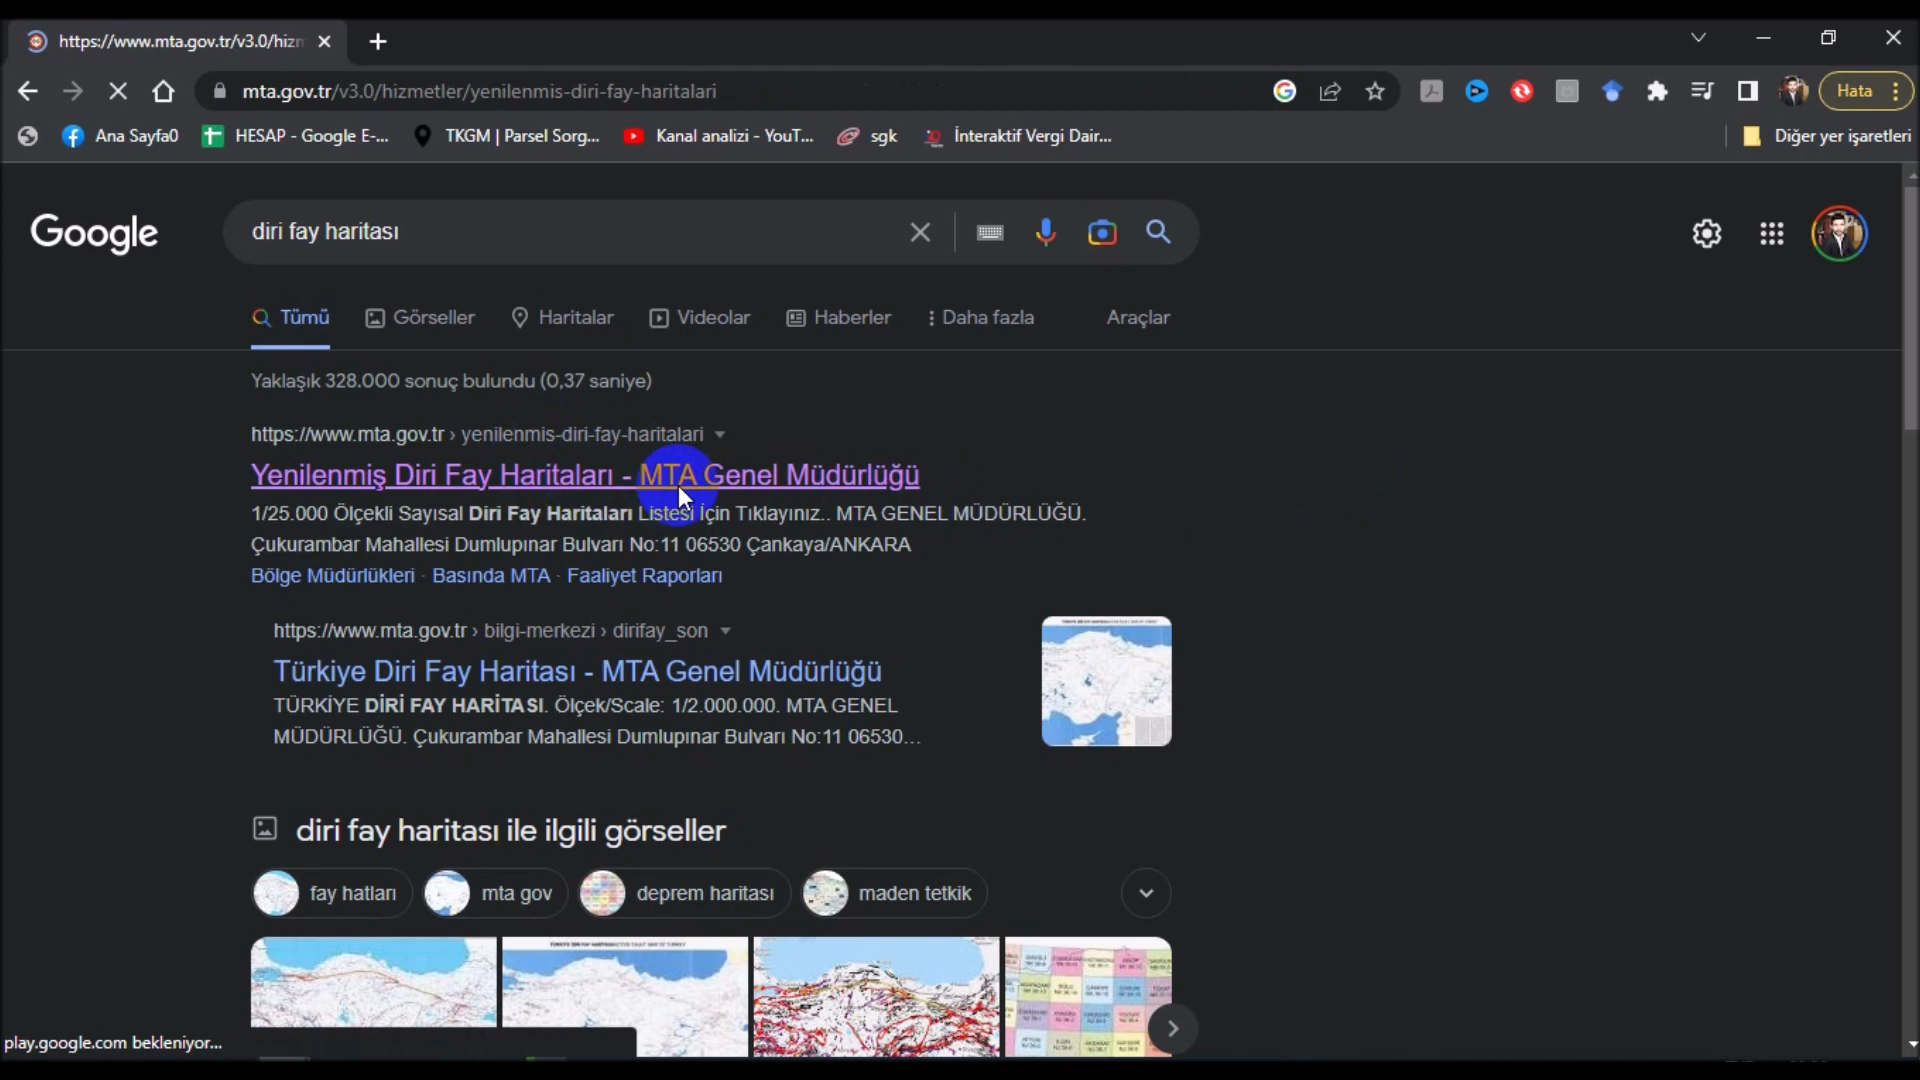 https://www.mta.gov.tr/v3.0/hizm
mta.gov.tr/v3.0/hizmetler/yenilenmis-diri-fay-haritalari
Hata
Ana Sayfa0 HESAP - Google E-... TKGM | Parsel Sorg... Kanal analizi - YouT... sgk İnteraktif Vergi Dair... Diğer yer işaretleri
Google diri fay haritası
Tümü Görseller Haritalar Videolar Haberler Daha fazla Araçlar
Yaklaşık 328.000 sonuç bulundu (0,37 saniye)
https://www.mta.gov.tr › yenilenmis-diri-fay-haritalari
Yenilenmiş Diri Fay Haritaları - MTA Genel Müdürlüğü
1/25.000 Ölçekli Sayısal Diri Fay Haritaları Listesi İçin Tıklayınız.. MTA GENEL MÜDÜRLÜĞÜ.
Çukurambar Mahallesi Dumlupınar Bulvarı No:11 06530 Çankaya/ANKARA
Bölge Müdürlükleri · Basında MTA · Faaliyet Raporları
https://www.mta.gov.tr › bilgi-merkezi › dirifay_son
Türkiye Diri Fay Haritası - MTA Genel Müdürlüğü
TÜRKİYE DİRİ FAY HARİTASI. Ölçek/Scale: 1/2.000.000. MTA GENEL
MÜDÜRLÜĞÜ. Çukurambar Mahallesi Dumlupınar Bulvarı No:11 06530...
diri fay haritası ile ilgili görseller
fay hatları mta gov deprem haritası maden tetkik
play.google.com bekleniyor...